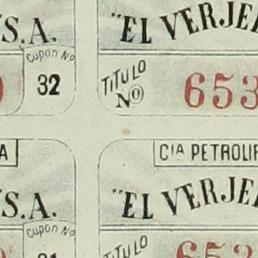 S.A.
Cupon Nº
32
"EL VERJE
TITULO
Nº
653
A
CIA PETROLIF
S.A.
Cupon Nº
"EL VERJE
TITULO
653